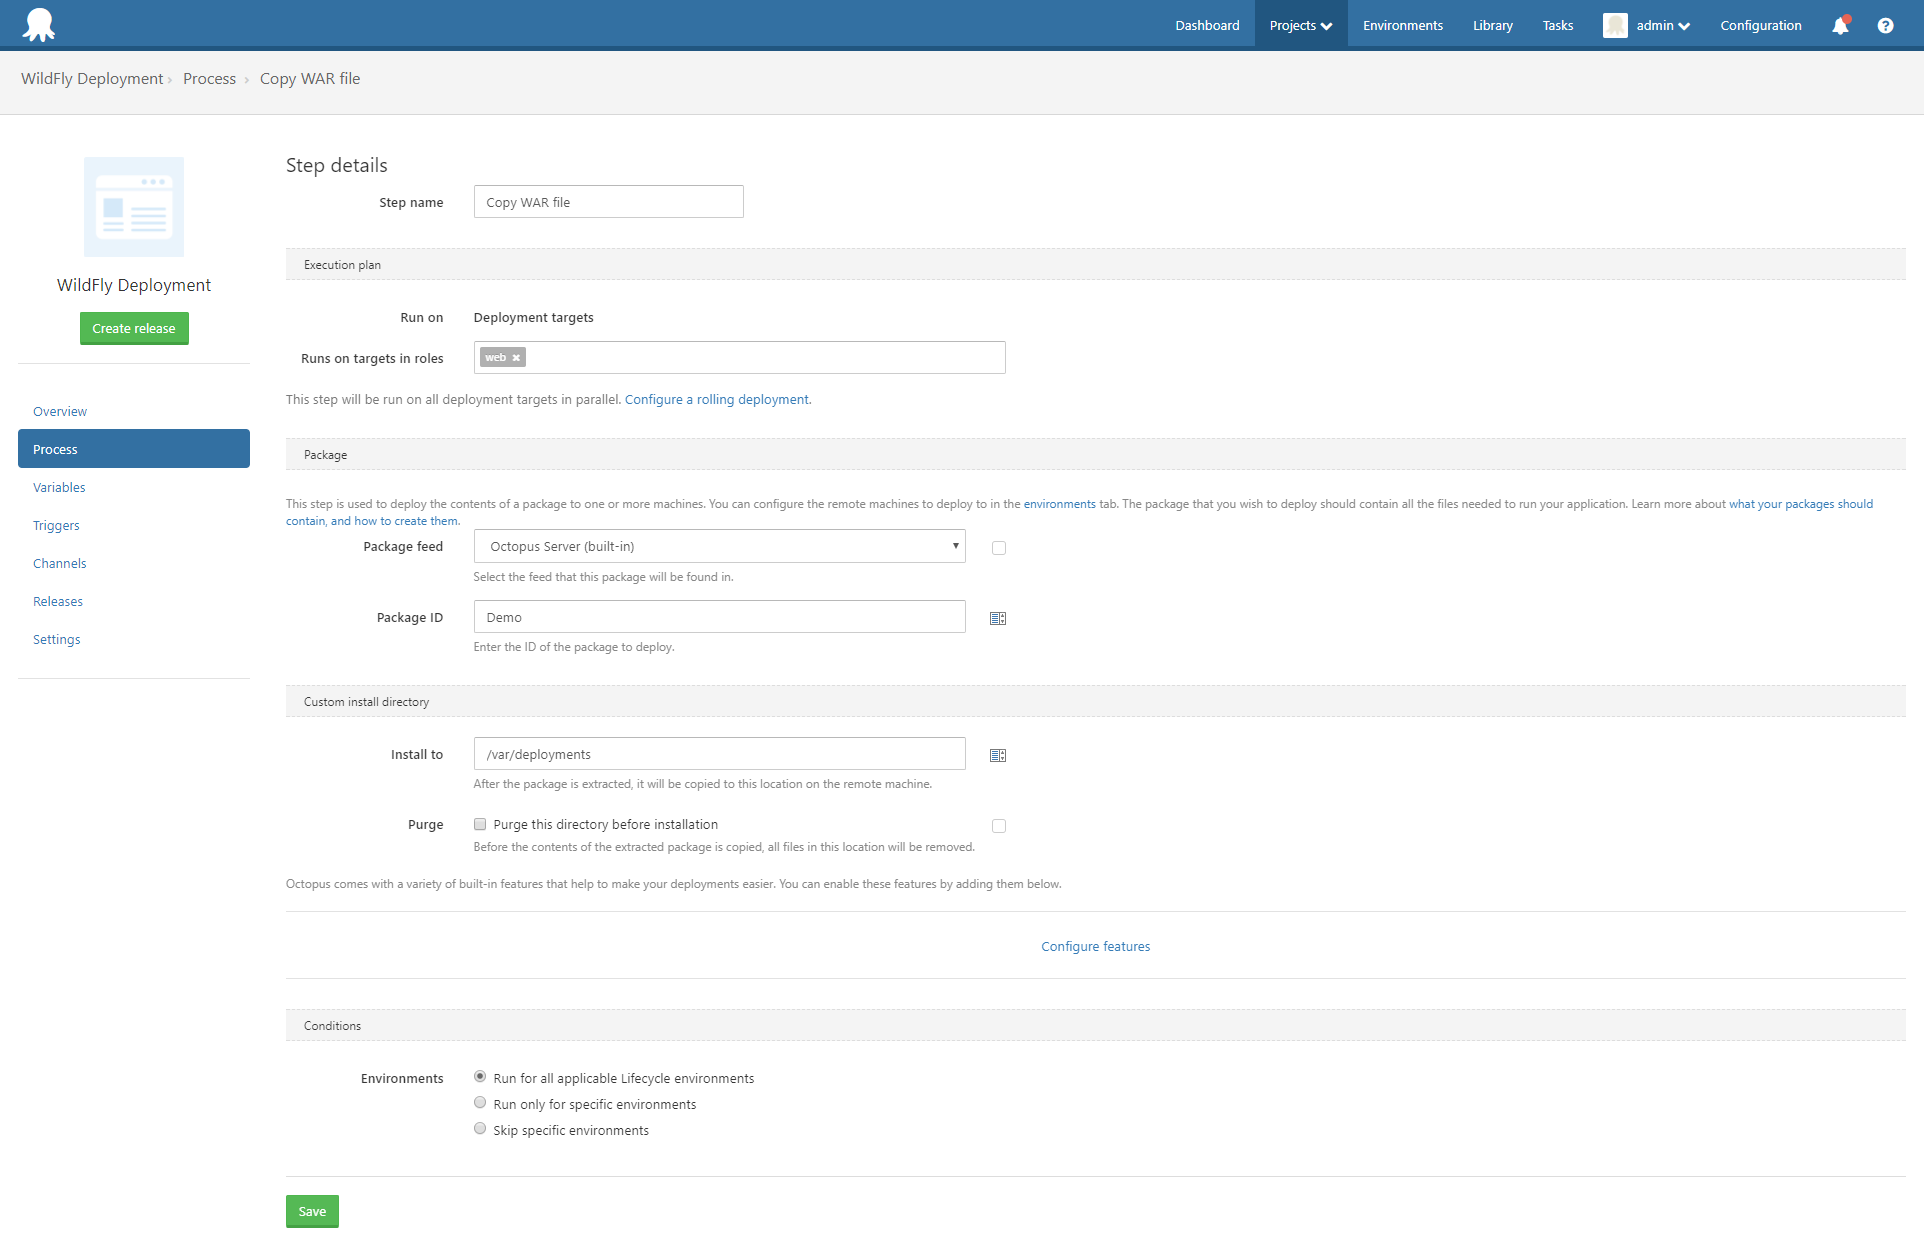 Dashboard Projects Environments Library Tasks admin Configuration
WildFly Deployment › Process › Copy WAR file
WildFly Deployment
Create release
Overview
Process
Variables
Triggers
Channels
Releases
Settings
Step details
Step name Copy WAR file
Execution plan
Run on Deployment targets
Runs on targets in roles web ×
This step will be run on all deployment targets in parallel. Configure a rolling deployment.
Package
This step is used to deploy the contents of a package to one or more machines. You can configure the remote machines to deploy to in the environments tab. The package that you wish to deploy should contain all the files needed to run your application. Learn more about what your packages should
contain, and how to create them.
Package feed Octopus Server (built-in)
Select the feed that this package will be found in.
Package ID Demo
Enter the ID of the package to deploy.
Custom install directory
Install to /var/deployments
After the package is extracted, it will be copied to this location on the remote machine.
Purge Purge this directory before installation
Before the contents of the extracted package is copied, all files in this location will be removed.
Octopus comes with a variety of built-in features that help to make your deployments easier. You can enable these features by adding them below.
Configure features
Conditions
Environments Run for all applicable Lifecycle environments
Run only for specific environments
Skip specific environments
Save